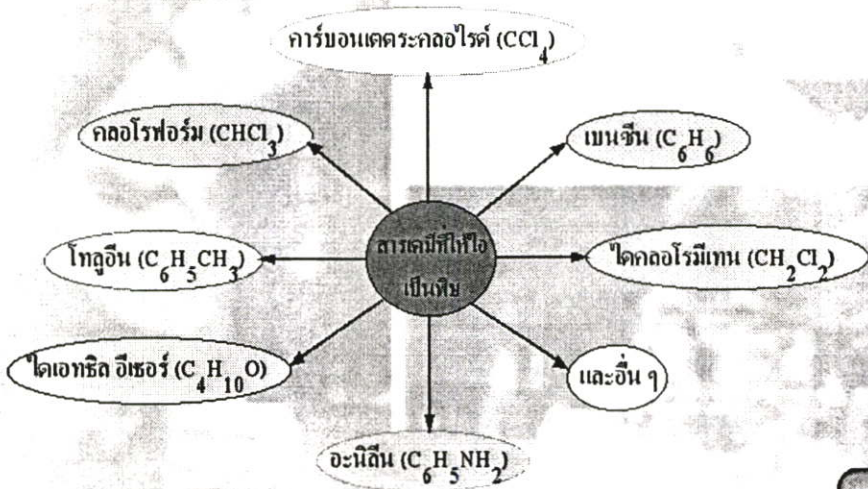 คาร์บอนเตตระคลอไรด์ (CCl4)
คลอโรฟอร์ม (CHCl3)
เบนซีน (C6H6)
สารเคมีที่ให้ไอ
เป็นพิษ
โทลูอีน (C6H5CH3)
ไดคลอโรมีเทน (CH2Cl2)
ไดเอทธิล อีเธอร์ (C4H10O)
และอื่น ๆ
อะนิลีน (C6H5NH2)